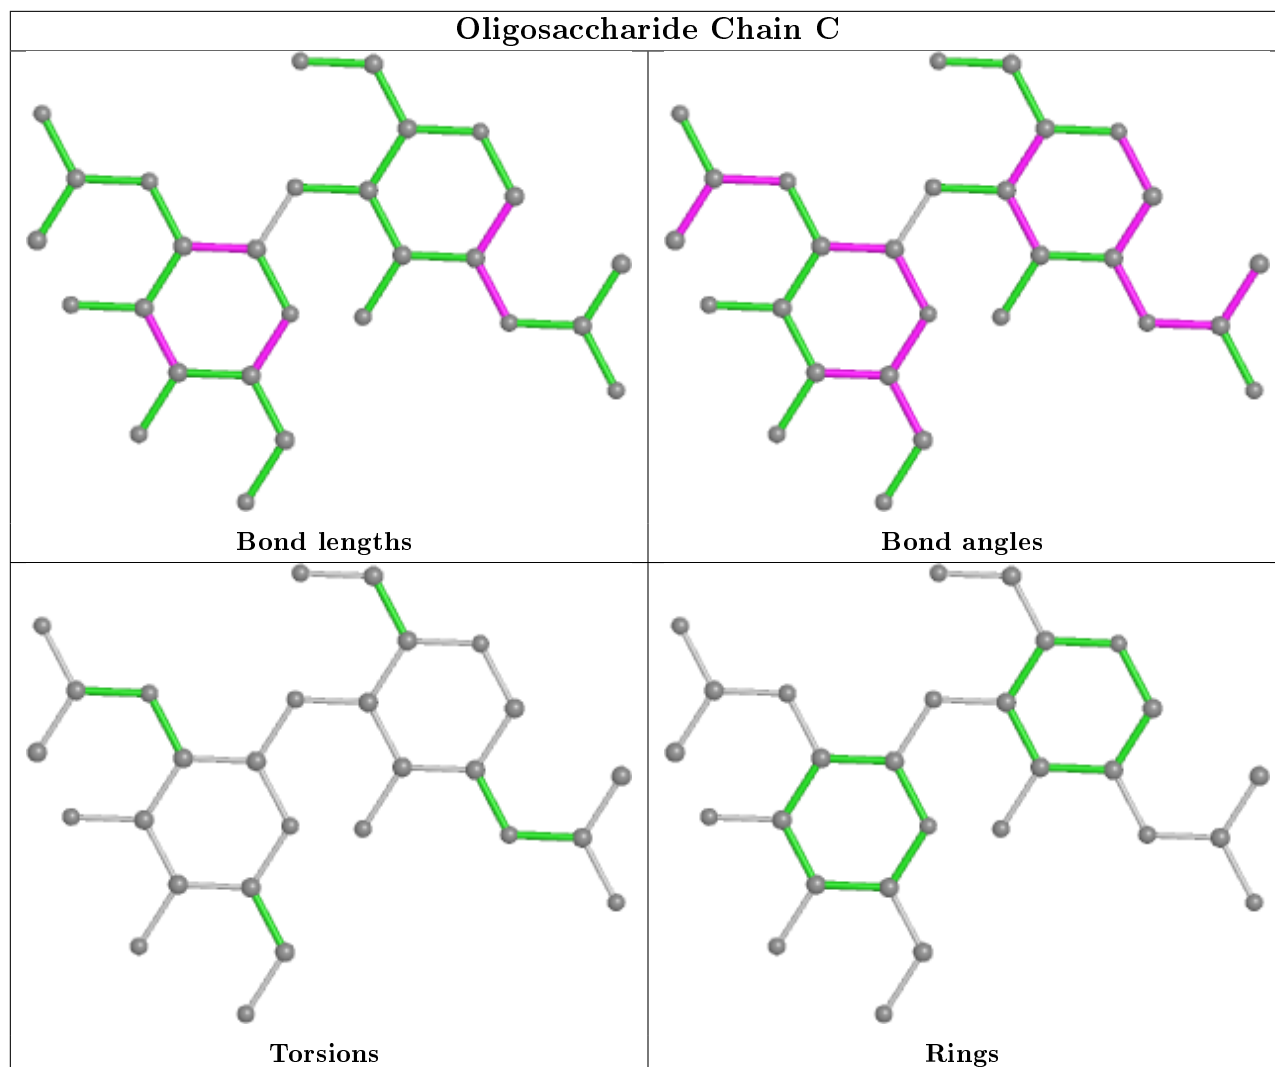 Oligosaccharide Chain C
Bond lengths
Bond angles
Torsions
Rings